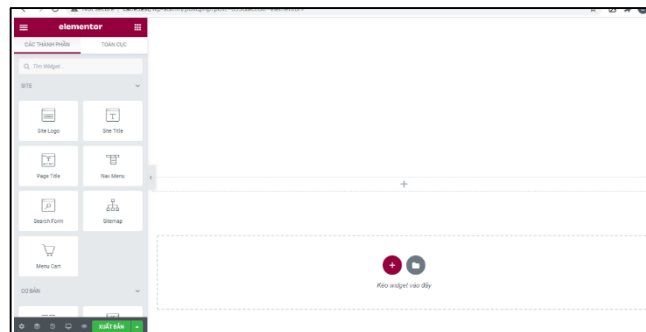 elementor
CÁC THÀNH PHẦN
TOÀN CỤC
Tìm Widget...
SITE
Site Logo
Site Title
Page Title
Nav Menu
Search Form
Sitemap
Menu Cart
CƠ BẢN
Kéo widget vào đây
XUẤT BẢN